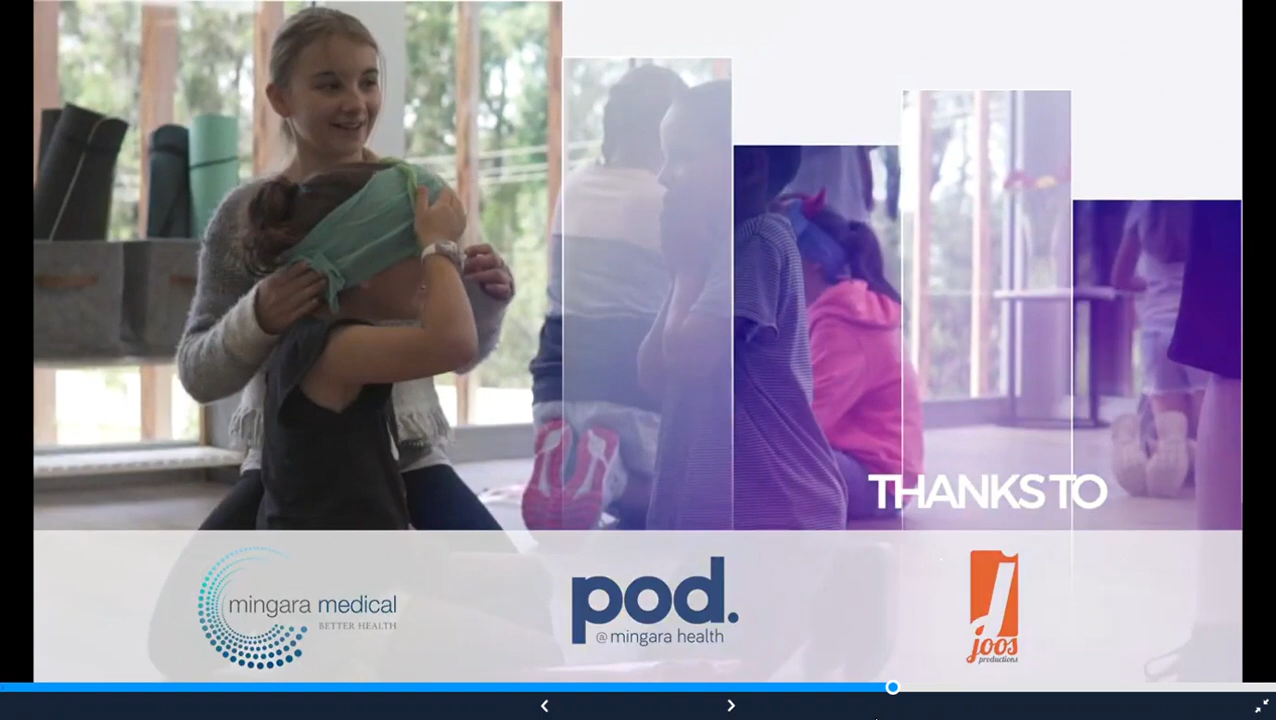 THANKS TO
mingara medical
BETTER HEALTH
pod.
@mingara health
joos
productions